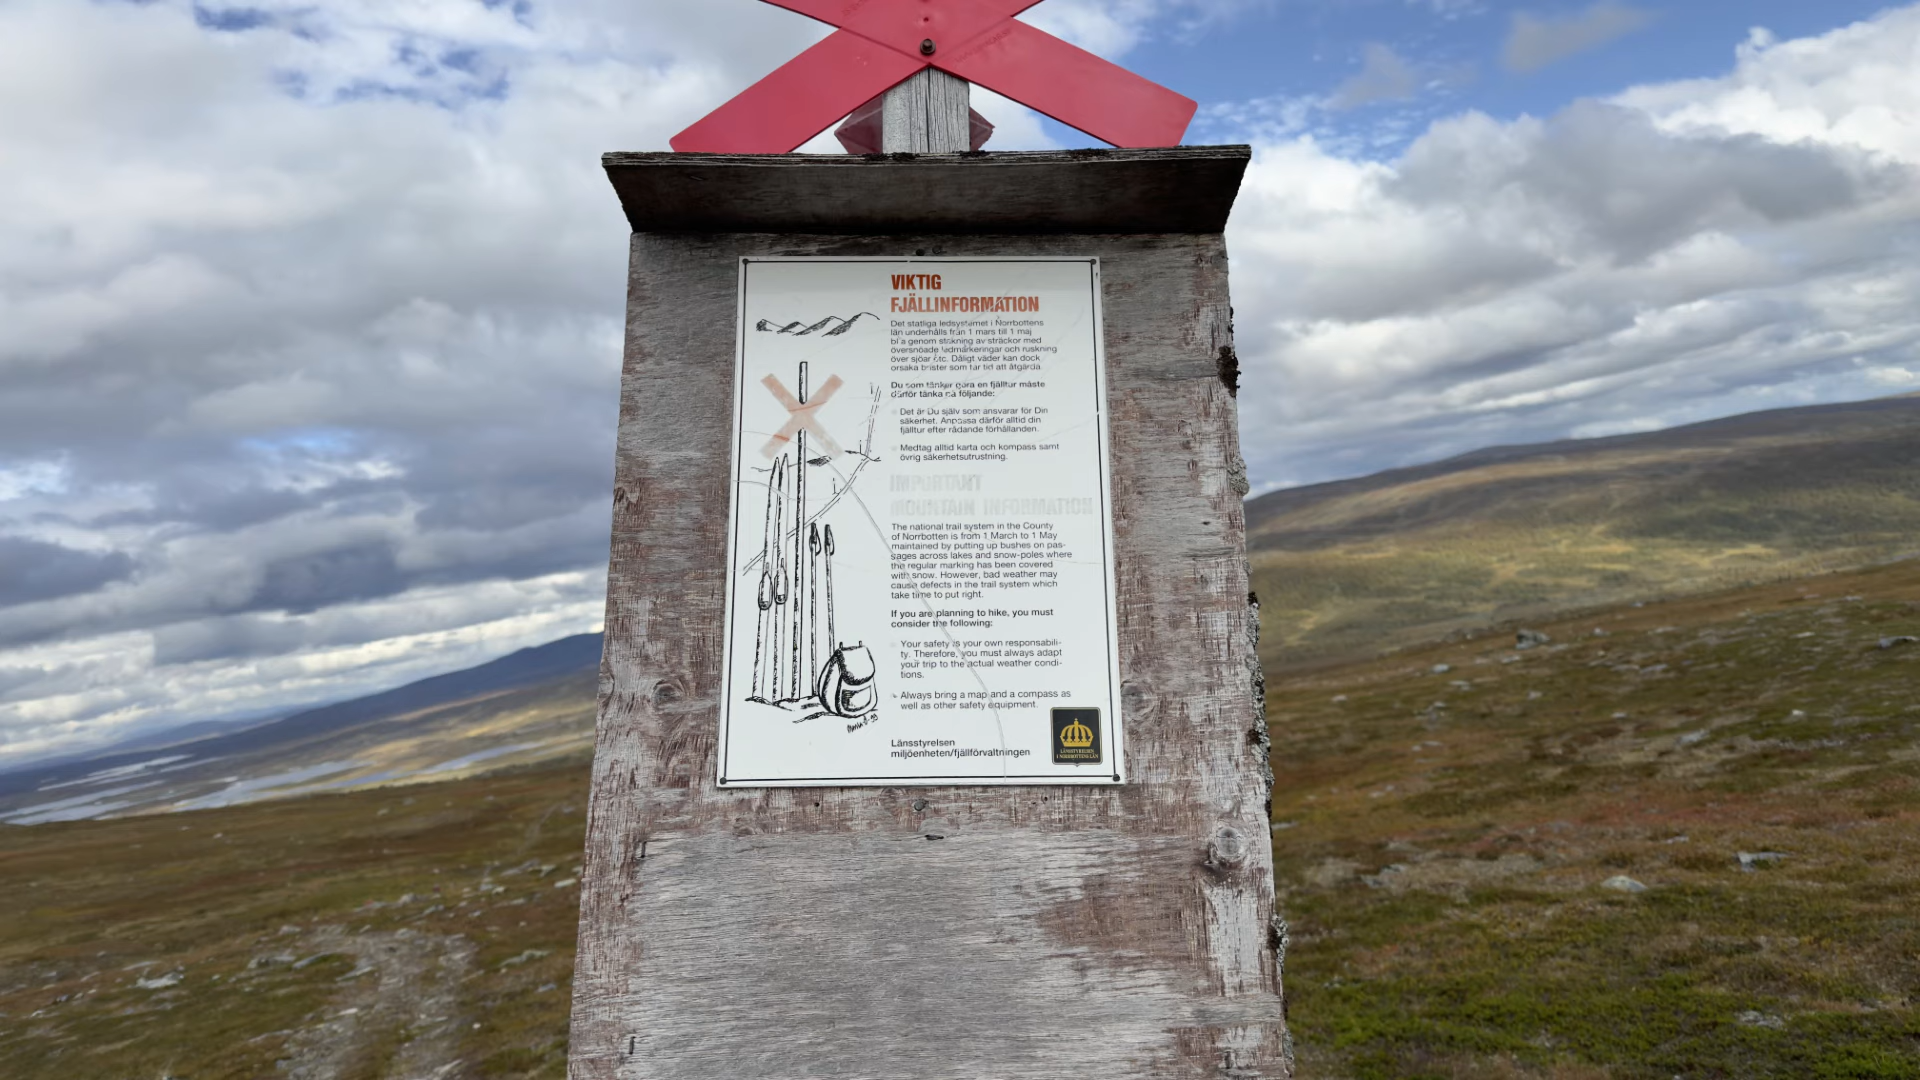 VIKTIG
FJÄLLINFORMATION
Det statliga ledsystemet i Norrbottens
län underhålls från 1 mars till 1 maj
bl a genom stakning av sträckor med
översnöade ledmarkeringar och ruskning
över sjöar etc. Dåligt väder kan dock
orsaka brister som tar tid att åtgärda.
Du som tänker göra en fjälltur måste
därför tänka på följande:
Det är Du själv som ansvarar för Din
säkerhet. Anpassa därför alltid din
fjälltur efter rådande förhållanden.
Medtag alltid karta och kompass samt
övrig säkerhetsutrustning.
IMPORTANT
MOUNTAIN INFORMATION
The national trail system in the County
of Norrbotten is from 1 March to 1 May
maintained by putting up bushes on pas-
sages across lakes and snow-poles where
the regular marking has been covered
with snow. However, bad weather may
cause defects in the trail system which
take time to put right.
If you are planning to hike, you must
consider the following:
Your safety is your own responsabili-
ty. Therefore, you must always adapt
your trip to the actual weather condi-
tions.
Always bring a map and a compass as
well as other safety equipment.
Länsstyrelsen
miljöenheten/fjällförvaltningen
LÄNSSTYRELSEN
I NORRBOTTENS LÄN